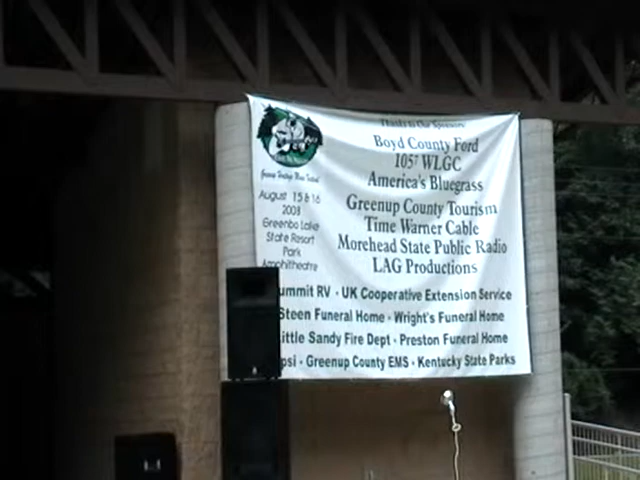 Thanks to Our Sponsors
Boyd County Ford
105.7 WLGC
America's Bluegrass
Greenup County Tourism
Time Warner Cable
Morehead State Public Radio
LAG Productions
August 15 & 16
2008
Greenbo Lake
State Resort
Park
Amphitheatre
ummit RV - UK Cooperative Extension Service
Steen Funeral Home - Wright's Funeral Home
ittle Sandy Fire Dept - Preston Funeral Home
psi - Greenup County EMS - Kentucky State Parks